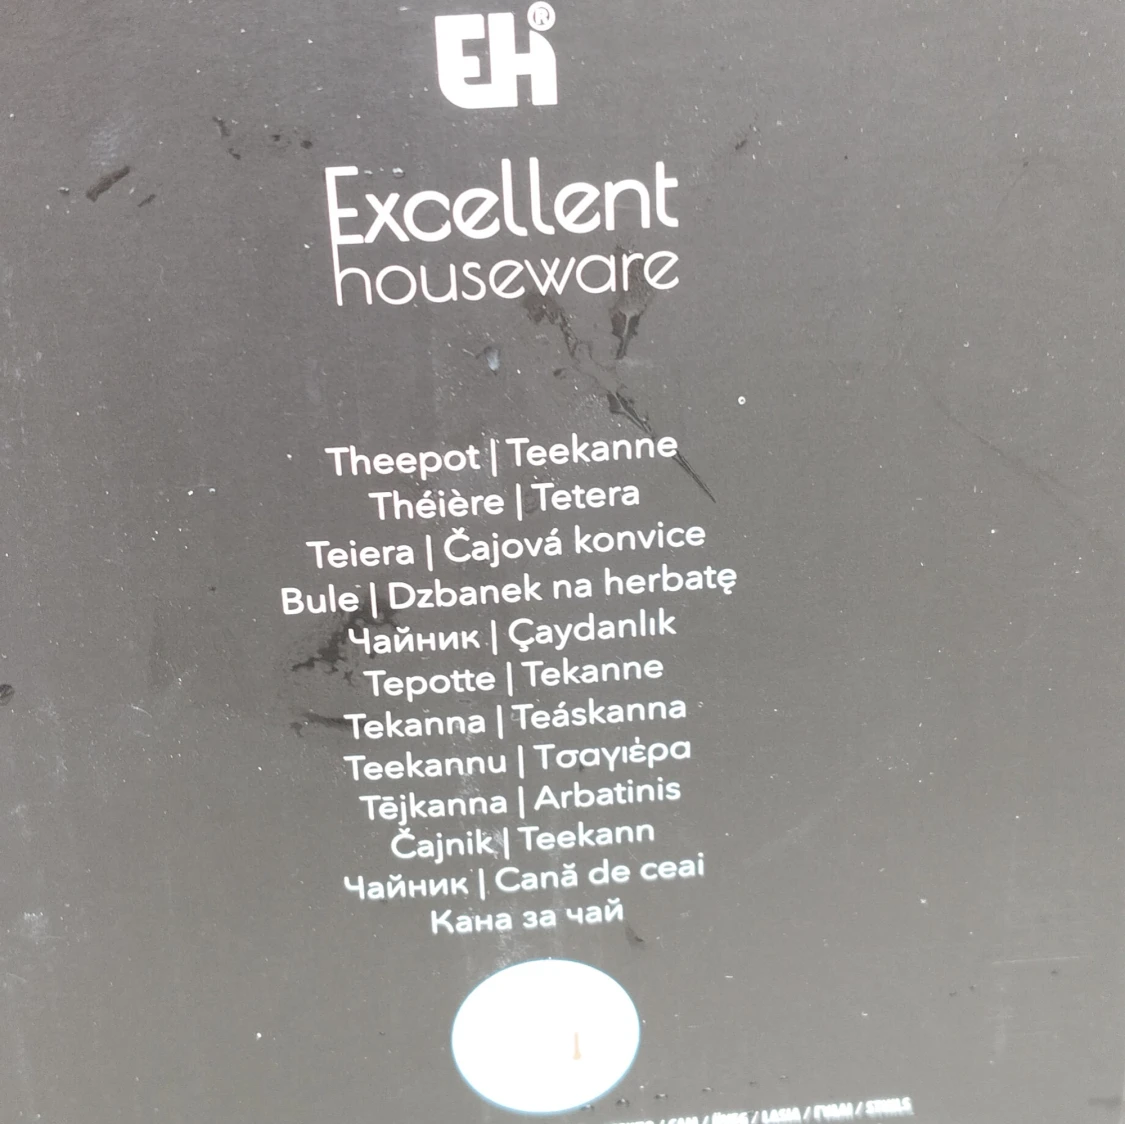 EH®
Excellent
houseware
Theepot | Teekanne
Théière | Tetera
Teiera | Čajová konvice
Bule | Dzbanek na herbatę
Чайник | Çaydanlık
Tepotte | Tekanne
Tekanna | Teáskanna
Teekannu | Τσαγιέρα
Tējkanna | Arbatinis
Čajnik | Teekann
Чайник | Cană de ceai
Кана за чай